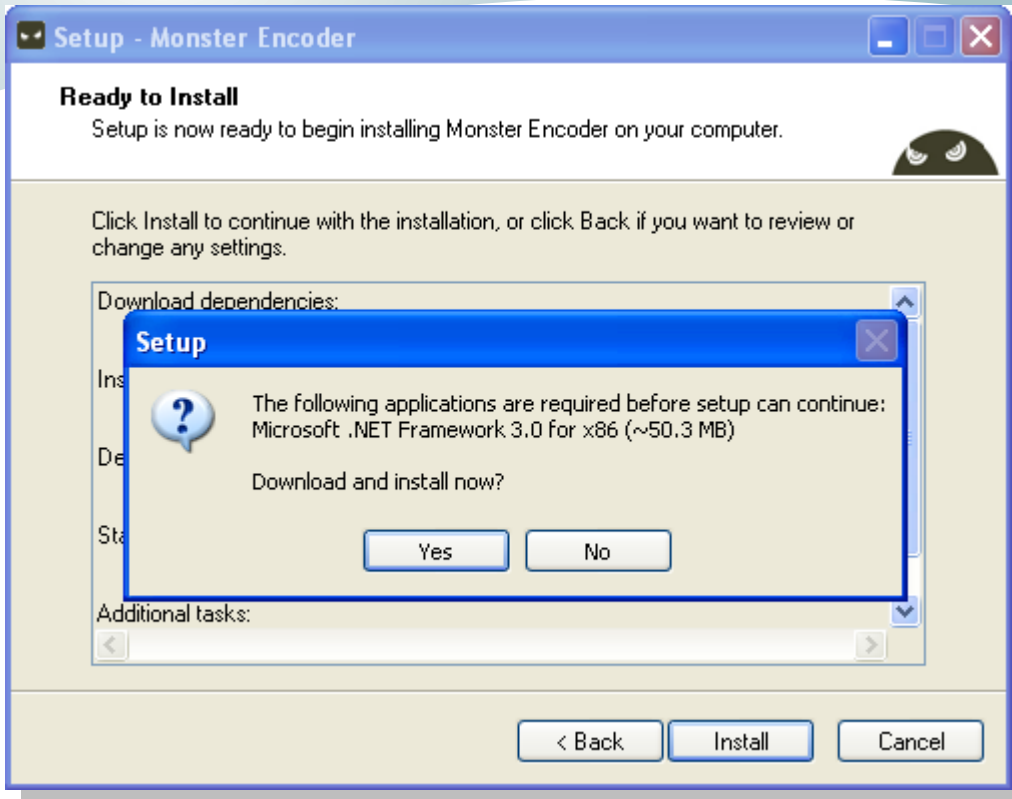 Setup - Monster Encoder
Ready to Install
Setup is now ready to begin installing Monster Encoder on your computer.
Click Install to continue with the installation, or click Back if you want to review or
change any settings.
Download dependencies:
Setup
The following applications are required before setup can continue:
Microsoft .NET Framework 3.0 for x86 (~50.3 MB)
Download and install now?
Yes No
Additional tasks:
< Back Install Cancel